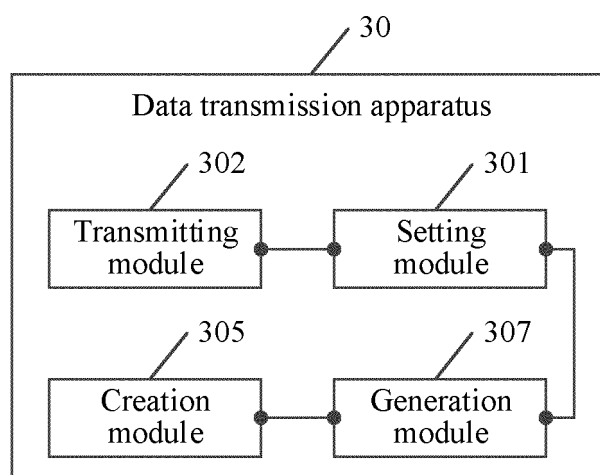 30
Data transmission apparatus
302
301
Transmitting
module
Setting
module
305
307
Creation
module
Generation
module